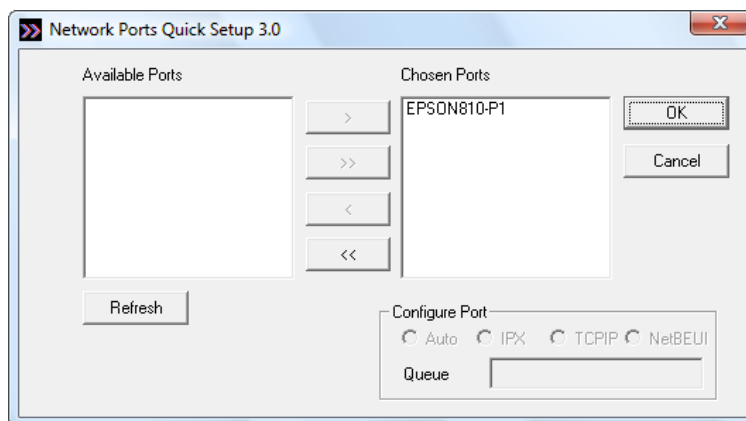 Network Ports Quick Setup 3.0
Available Ports
Chosen Ports
EPSON810-P1
>
>>
<
<<
OK
Cancel
Refresh
Configure Port
Auto IPX TCPIP NetBEUI
Queue